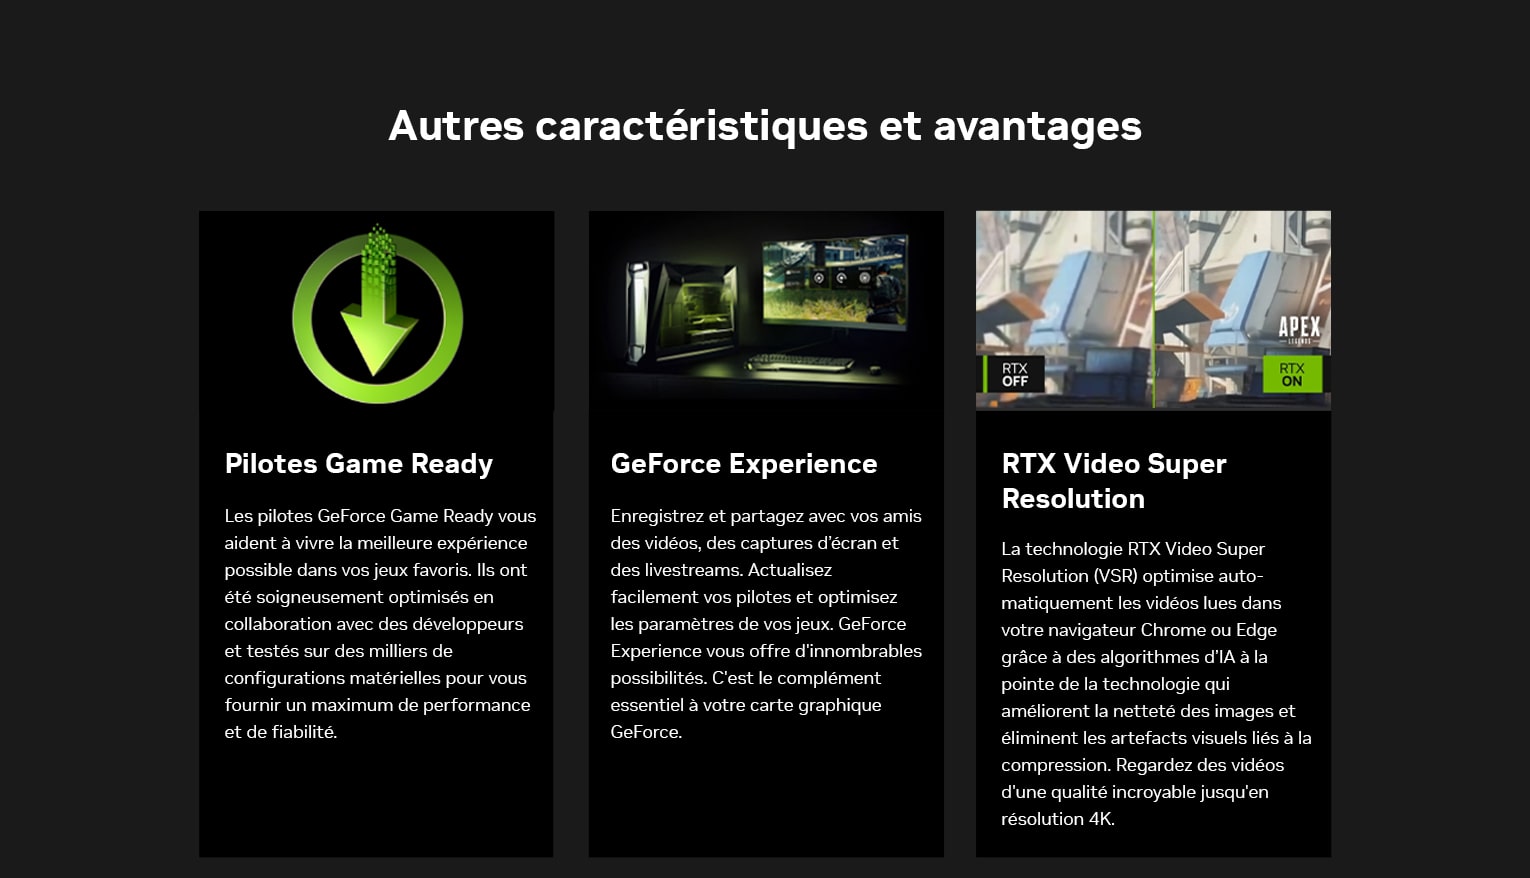 Autres caractéristiques et avantages
APEX
LEGENDS
RTX
OFF
RTX
ON
Pilotes Game Ready
Les pilotes GeForce Game Ready vous
aident à vivre la meilleure expérience
possible dans vos jeux favoris. Ils ont
été soigneusement optimisés en
collaboration avec des développeurs
et testés sur des milliers de
configurations matérielles pour vous
fournir un maximum de performance
et de fiabilité.
GeForce Experience
Enregistrez et partagez avec vos amis
des vidéos, des captures d’écran et
des livestreams. Actualisez
facilement vos pilotes et optimisez
les paramètres de vos jeux. GeForce
Experience vous offre d'innombrables
possibilités. C'est le complément
essentiel à votre carte graphique
GeForce.
RTX Video Super
Resolution
La technologie RTX Video Super
Resolution (VSR) optimise auto-
matiquement les vidéos lues dans
votre navigateur Chrome ou Edge
grâce à des algorithmes d’IA à la
pointe de la technologie qui
améliorent la netteté des images et
éliminent les artefacts visuels liés à la
compression. Regardez des vidéos
d'une qualité incroyable jusqu'en
résolution 4K.